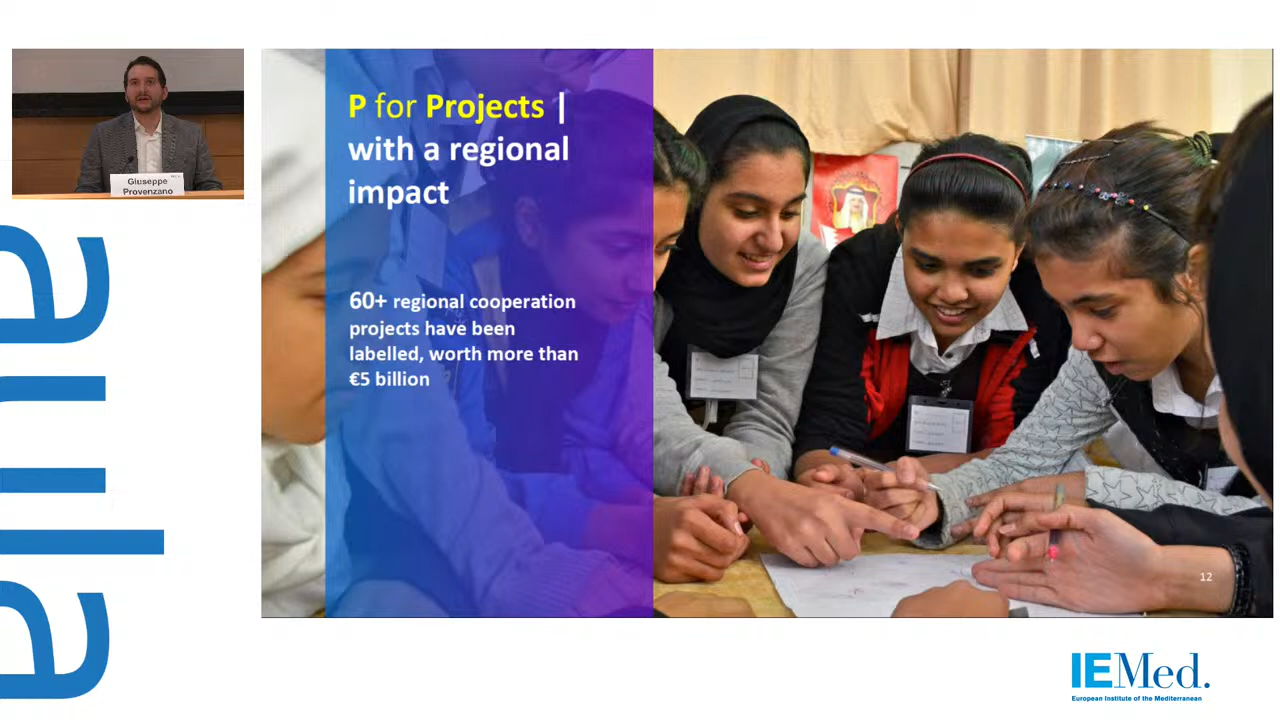 Giuseppe
Provenzano
P for Projects |
with a regional
impact
60+ regional cooperation
projects have been
labelled, worth more than
€5 billion
12
aula
IEMed.
European Institute of the Mediterranean